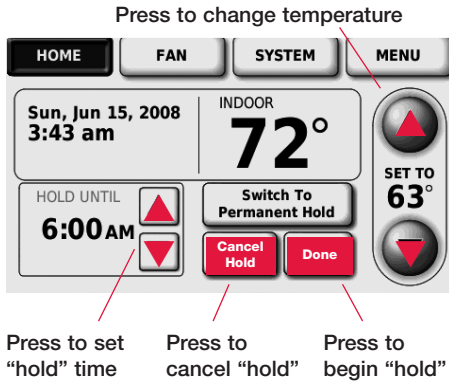 Press to change temperature
HOME
FAN
SYSTEM
MENU
Sun, Jun 15, 2008
3:43 am
INDOOR
72°
SET TO
63°
HOLD UNTIL
6:00 AM
Switch To
Permanent Hold
Cancel
Hold
Done
Press to set
“hold” time
Press to
cancel “hold”
Press to
begin “hold”